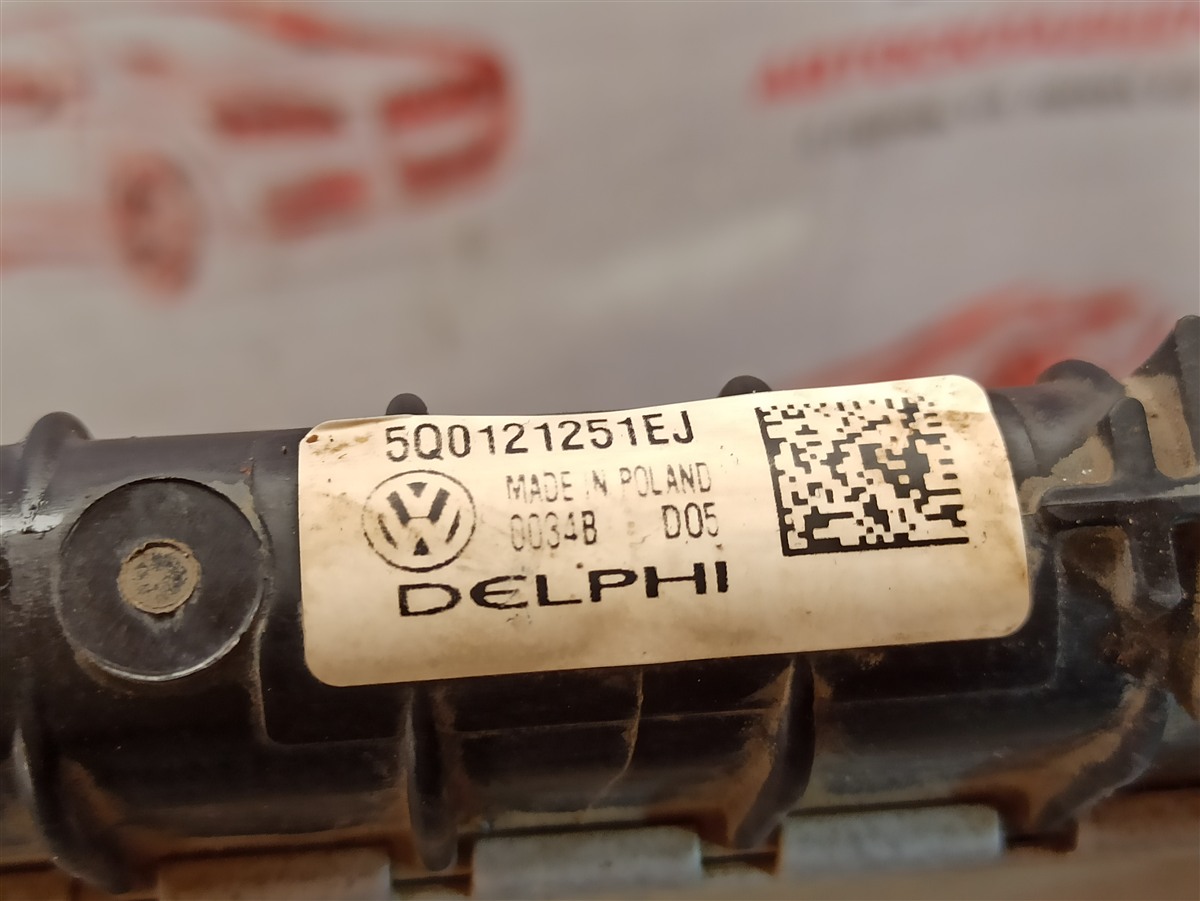 5Q0121251EJ
MADE IN POLAND
0034B D05
DELPHI